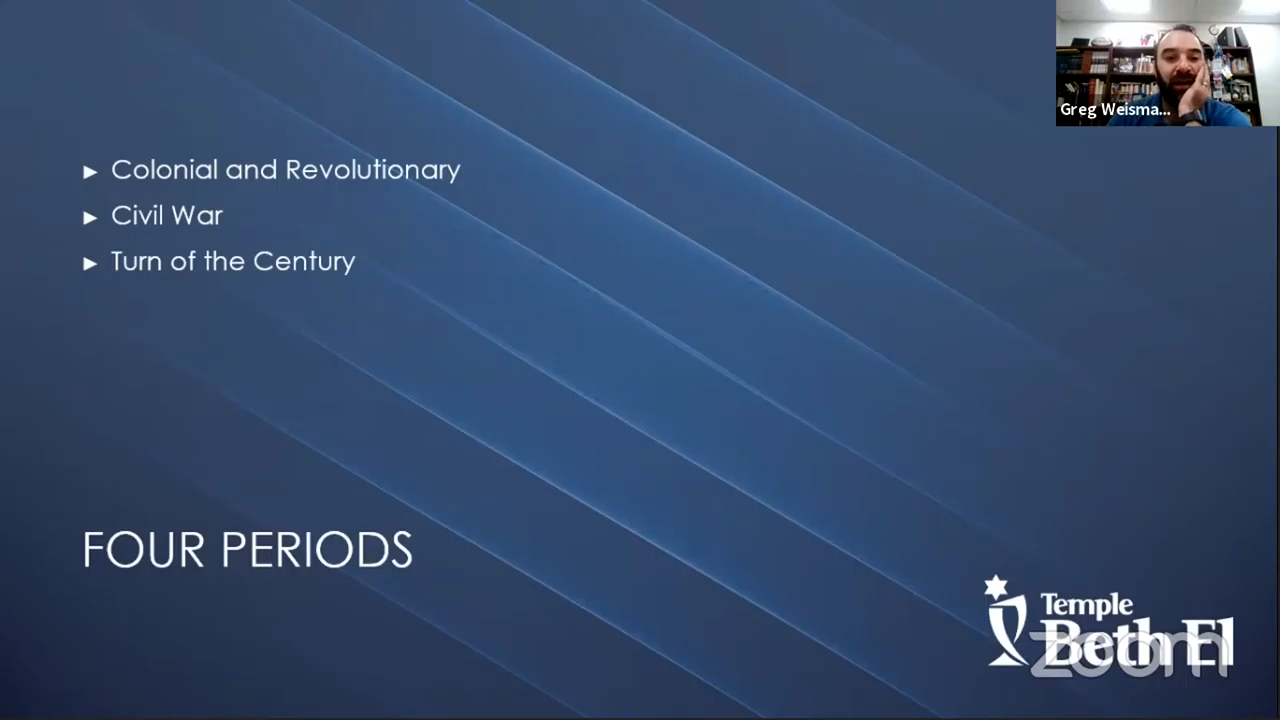 Greg Weisma...
► Colonial and Revolutionary
► Civil War
► Turn of the Century
FOUR PERIODS
Temple
Beth El
zoom